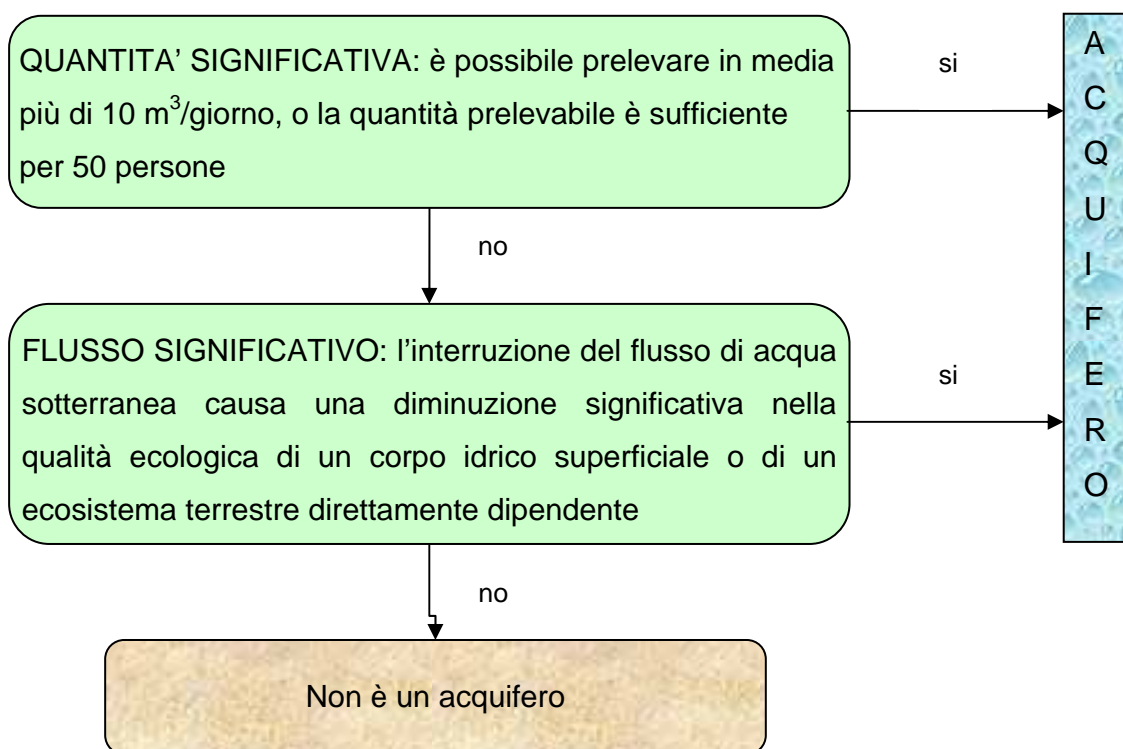 QUANTITA’ SIGNIFICATIVA: è possibile prelevare in media
più di 10 m³/giorno, o la quantità prelevabile è sufficiente
per 50 persone
si
no
FLUSSO SIGNIFICATIVO: l’interruzione del flusso di acqua
sotterranea causa una diminuzione significativa nella
qualità ecologica di un corpo idrico superficiale o di un
ecosistema terrestre direttamente dipendente
si
no
Non è un acquifero
A
C
Q
U
I
F
E
R
O